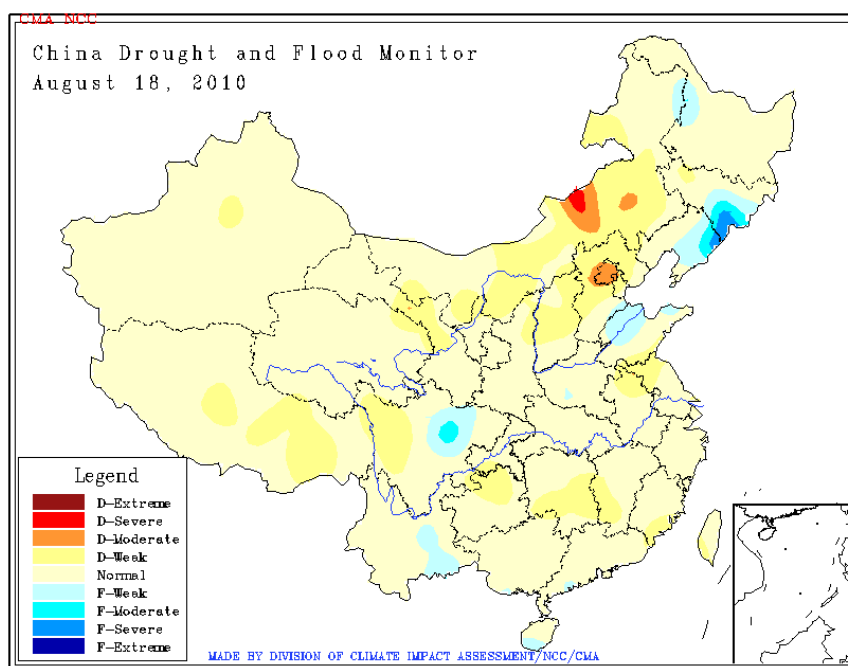 CMA NCC
China Drought and Flood Monitor
August 18, 2010
Legend
D-Extreme
D-Severe
D-Moderate
D-Weak
Normal
F-Weak
F-Moderate
F-Severe
F-Extreme
MADE BY DIVISION OF CLIMATE IMPACT ASSESSMENT/NCC/CMA